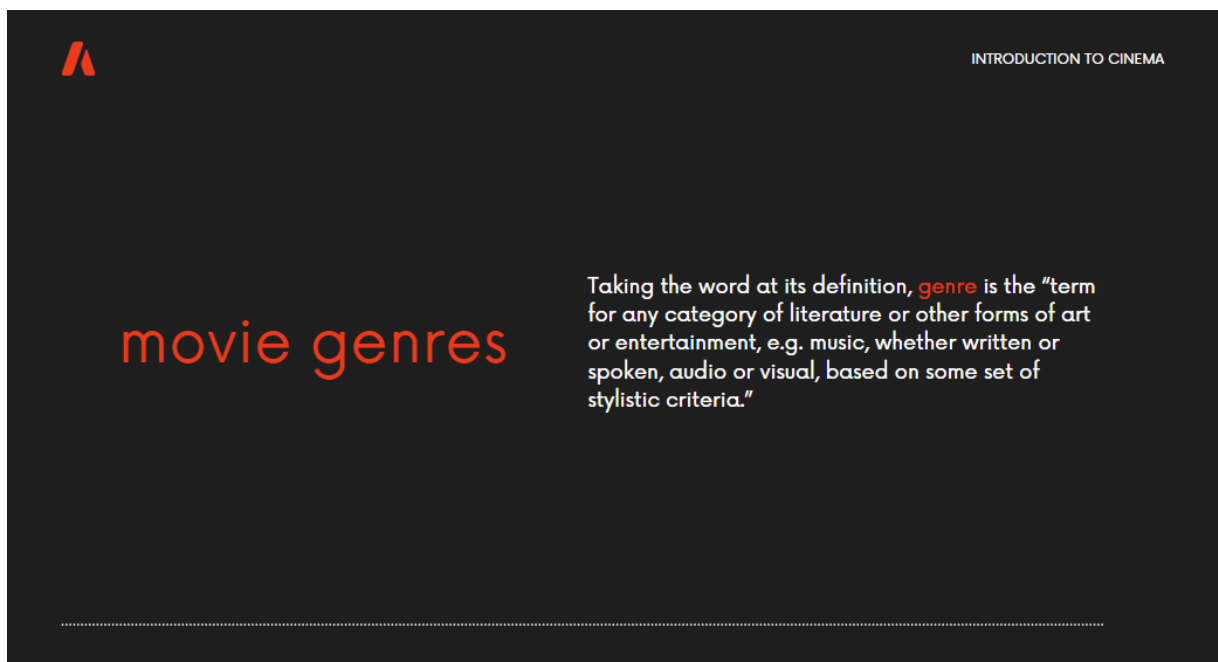 INTRODUCTION TO CINEMA
movie genres
Taking the word at its definition, genre is the “term
for any category of literature or other forms of art
or entertainment, e.g. music, whether written or
spoken, audio or visual, based on some set of
stylistic criteria.”